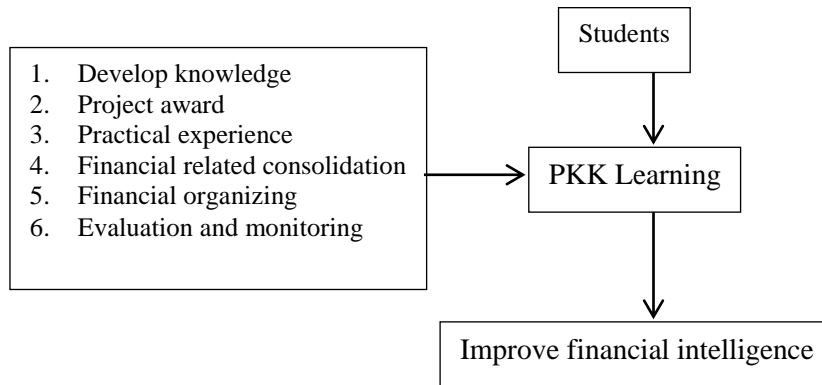 Students
1. Develop knowledge
2. Project award
3. Practical experience
4. Financial related consolidation
5. Financial organizing
6. Evaluation and monitoring
PKK Learning
Improve financial intelligence